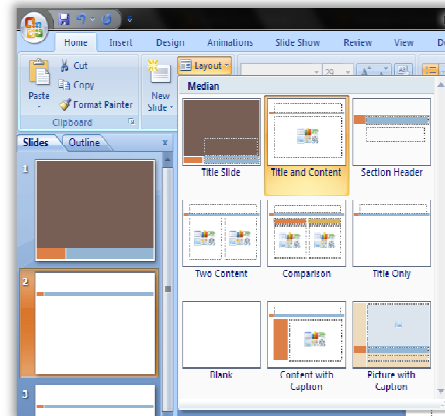 Home Insert Design Animations Slide Show Review View D
Cut
Copy
Format Painter
Paste
Clipboard
New
Slide
Layout
29
A
Median
Slides Outline x
Title Slide Title and Content Section Header
Two Content Comparison Title Only
Blank Content with Caption Picture with Caption
1
2
3